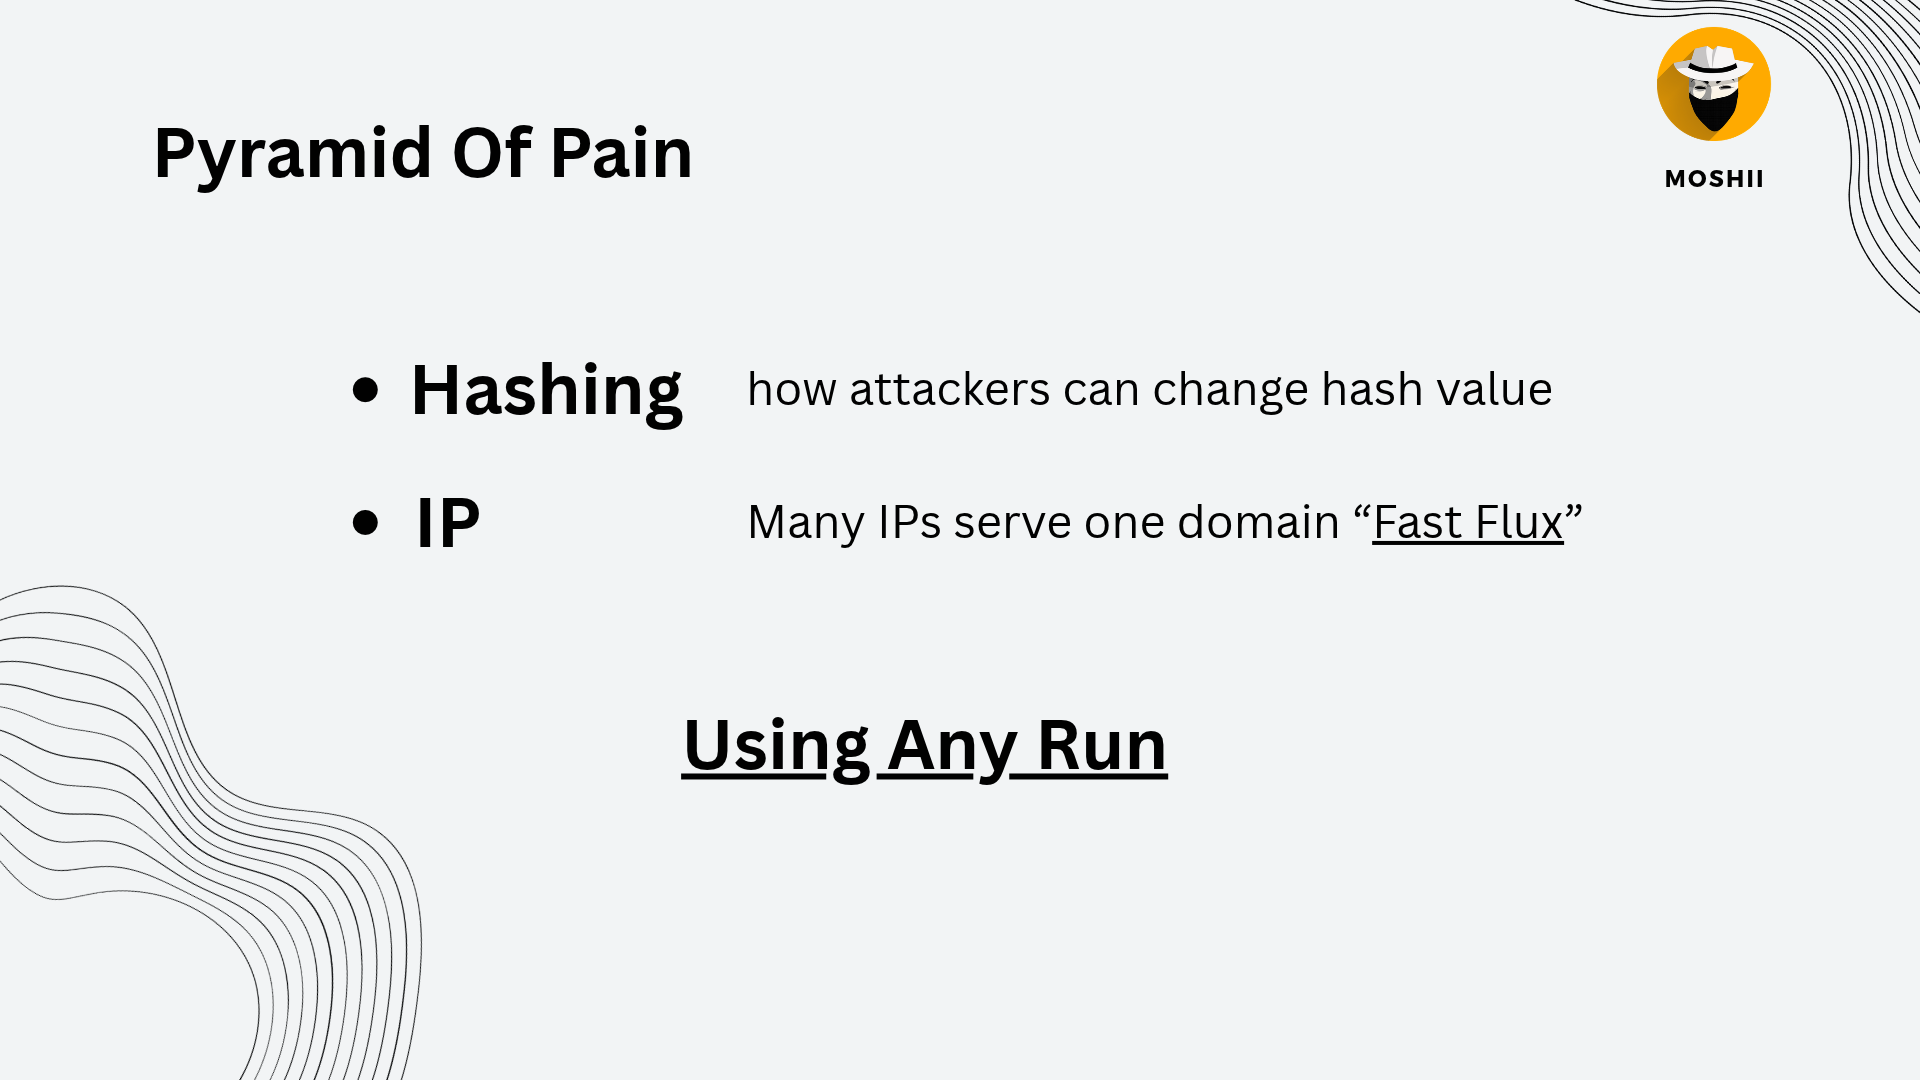 MOSHII
Pyramid Of Pain
• Hashing how attackers can change hash value
• IP Many IPs serve one domain “Fast Flux”
Using Any Run